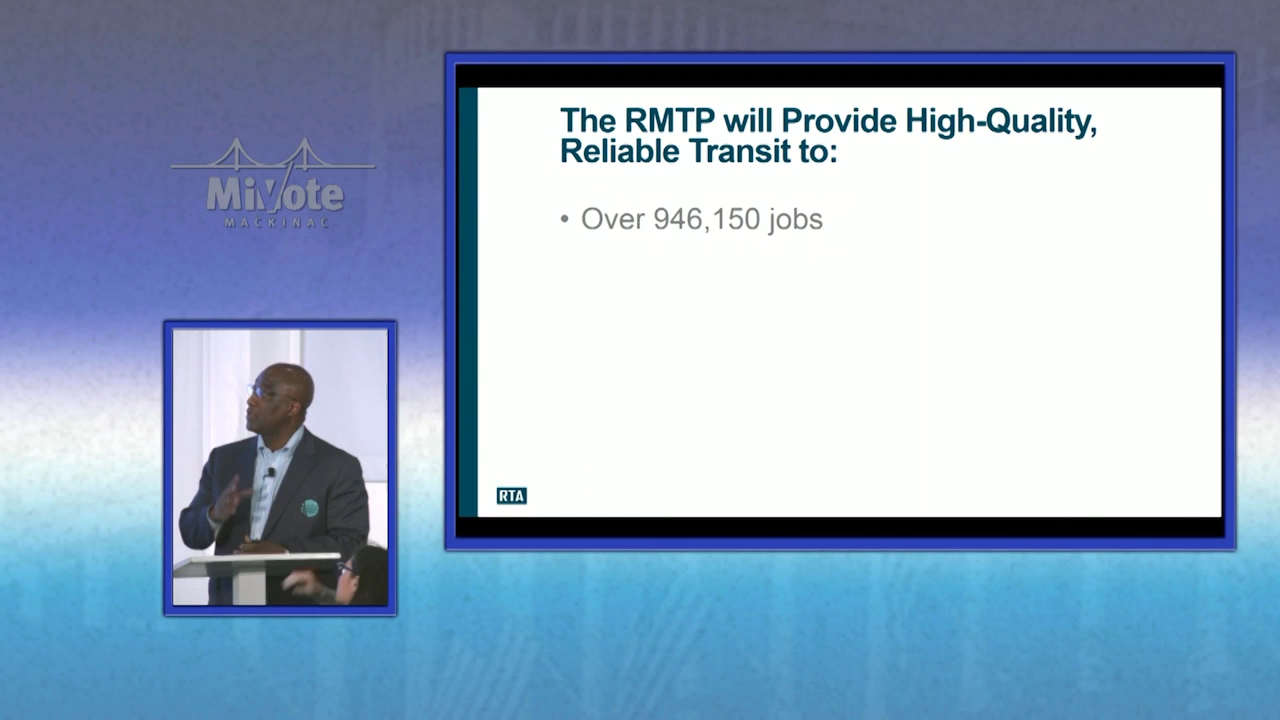 MiVote
MACKINAC
The RMTP will Provide High-Quality,
Reliable Transit to:
• Over 946,150 jobs
RTA